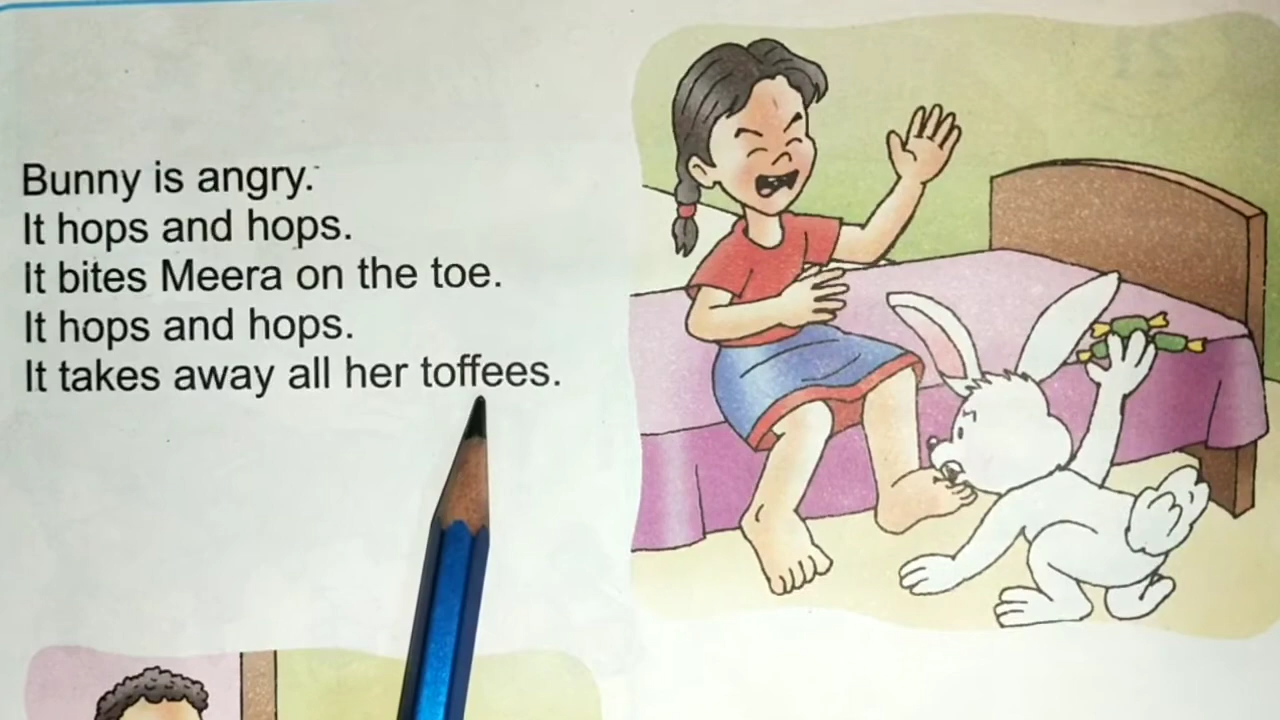 Bunny is angry.
It hops and hops.
It bites Meera on the toe.
It hops and hops.
It takes away all her toffees.